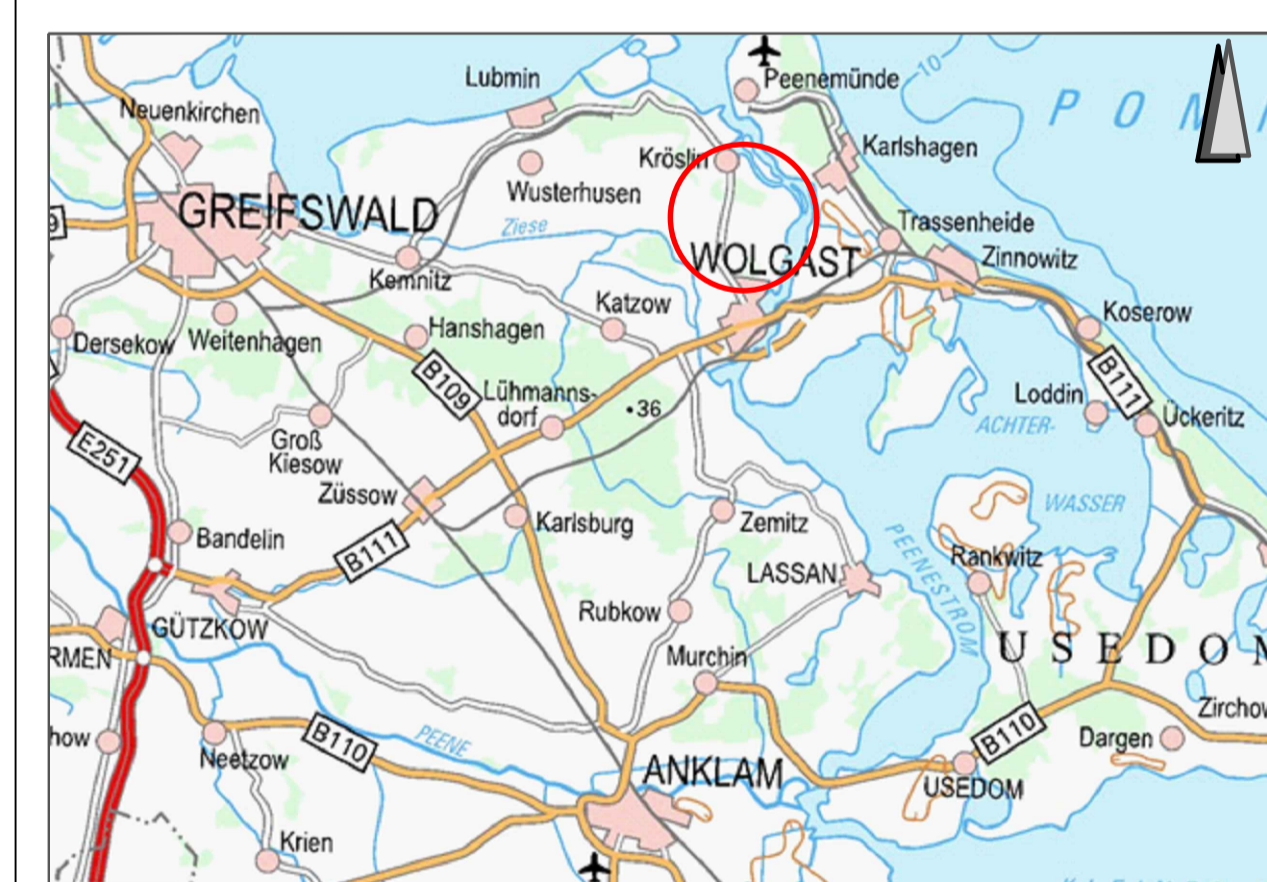 Lubmin
Peenemünde
10
Neuenkirchen
P O M
Karlshagen
Kröslin
Wusterhusen
GREIFSWALD
Ziese
Trassenheide
WOLGAST
Zinnowitz
Kemnitz
Katzow
Koserow
Dersekow
Weitenhagen
Hanshagen
B109
B111
Lühmanns-
dorf
36
Loddin
ACHTER-
Ückeritz
E251
Groß
Kiesow
Züssow
WASSER
Karlsburg
Zemitz
Bandelin
B111
PEENESTROM
Rankwitz
LASSAN
Rubkow
GÜTZKOW
RMEN
USEDOM
Murchin
Zirchow
how
B110
PEENE
B110
Dargen
Neetzow
ANKLAM
USEDOM
Krien